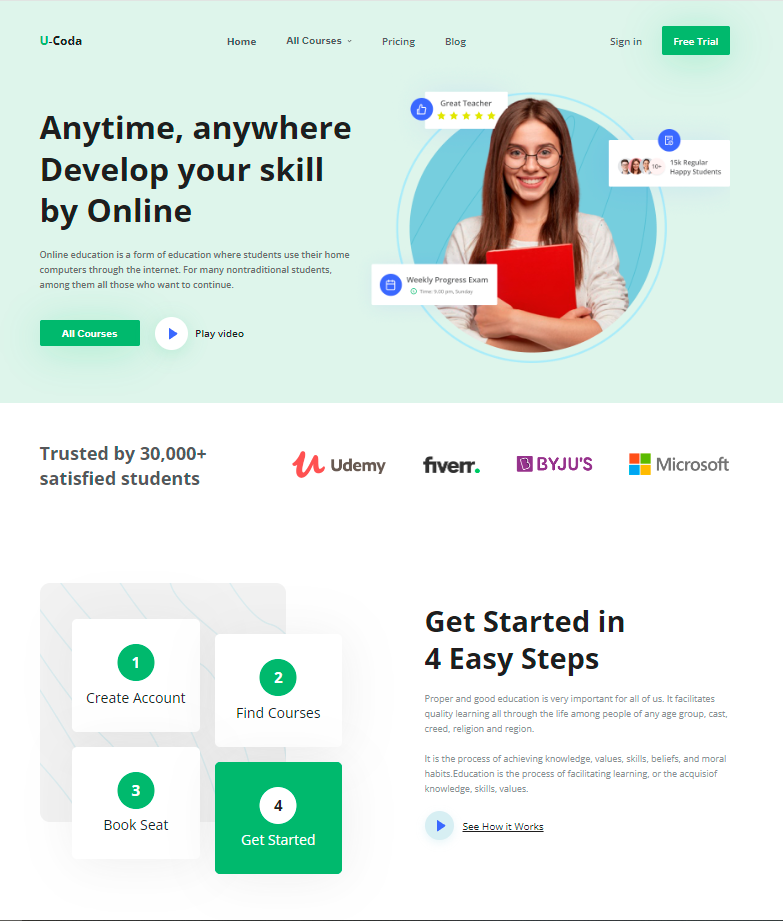 U-Coda
Home
All Courses
Pricing
Blog
Sign in
Free Trial
Great Teacher
Anytime, anywhere
Develop your skill
by Online
15k Regular
Happy Students
10+
Online education is a form of education where students use their home
computers through the internet. For many nontraditional students,
among them all those who want to continue.
Weekly Progress Exam
Time: 9.00 pm, Sunday
All Courses
Play video
Trusted by 30,000+
satisfied students
Udemy
fiverr.
BYJU'S
Microsoft
1
Create Account
2
Find Courses
3
Book Seat
4
Get Started
Get Started in
4 Easy Steps
Proper and good education is very important for all of us. It facilitates
quality learning all through the life among people of any age group, cast,
creed, religion and region.
It is the process of achieving knowledge, values, skills, beliefs, and moral
habits.Education is the process of facilitating learning, or the acquisiof
knowledge, skills, values.
See How it Works